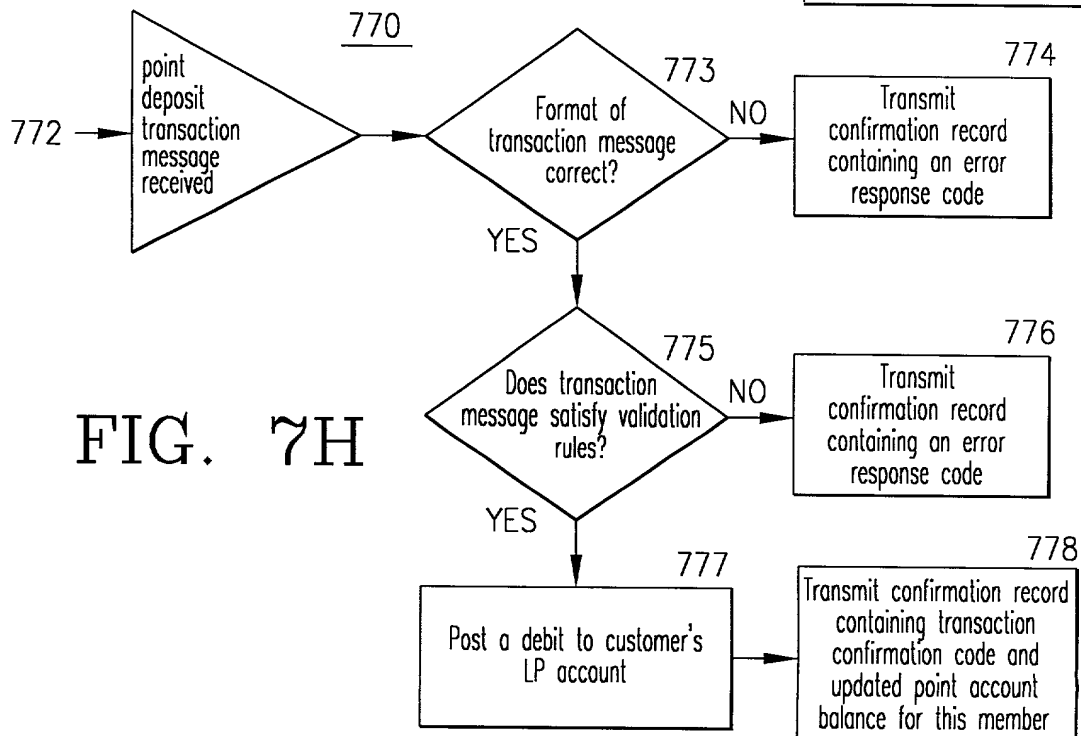 770
772
point
deposit
transaction
message
received
773
Format of
transaction message
correct?
NO
YES
774
Transmit
confirmation record
containing an error
response code
775
Does transaction
message satisfy validation
rules?
NO
YES
776
Transmit
confirmation record
containing an error
response code
FIG. 7H
777
Post a debit to customer's
LP account
778
Transmit confirmation record
containing transaction
confirmation code and
updated point account
balance for this member